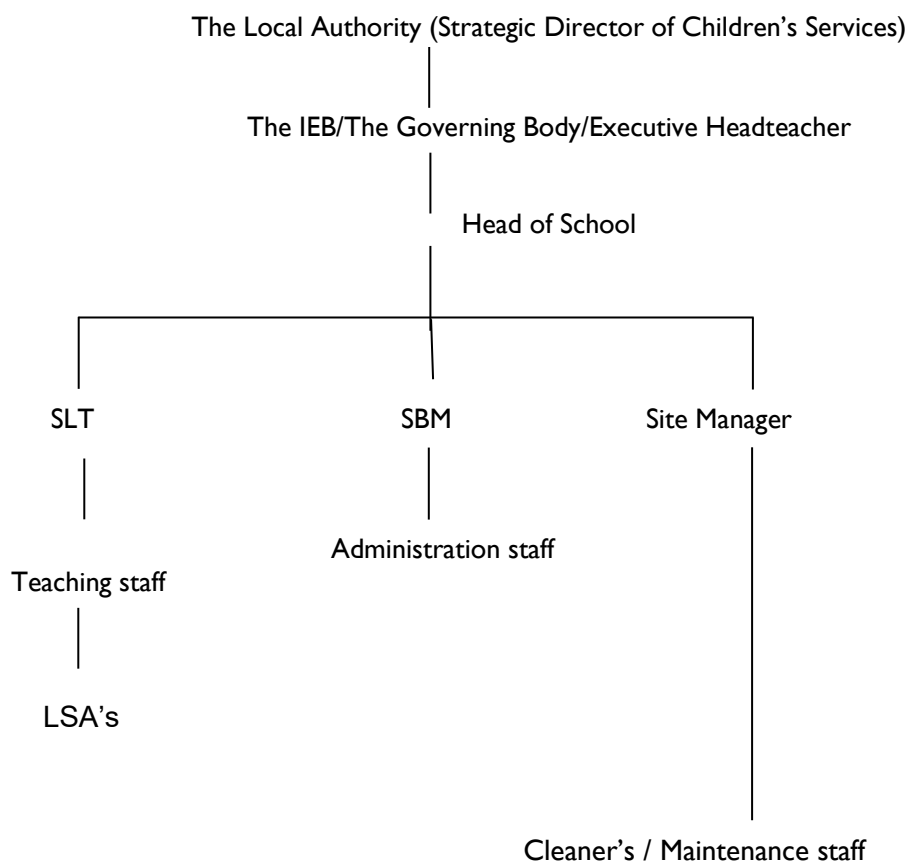 The Local Authority (Strategic Director of Children’s Services)
The IEB/The Governing Body/Executive Headteacher
Head of School
SLT
SBM
Site Manager
Administration staff
Teaching staff
LSA’s
Cleaner’s / Maintenance staff